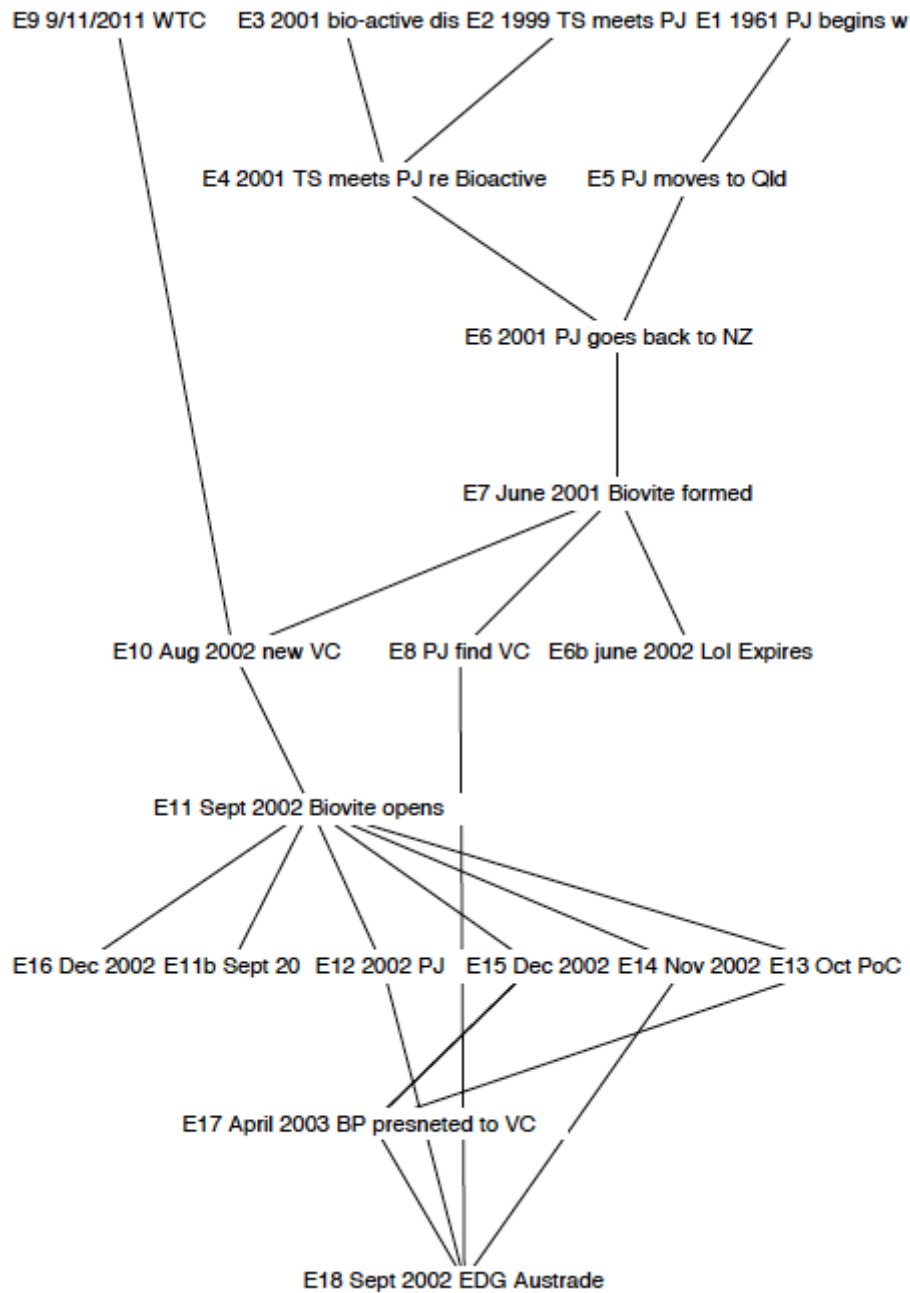 E9 9/11/2011 WTC
E3 2001 bio-active dis
E2 1999 TS meets PJ
E1 1961 PJ begins w
E4 2001 TS meets PJ re Bioactive
E5 PJ moves to Qld
E6 2001 PJ goes back to NZ
E7 June 2001 Biovite formed
E10 Aug 2002 new VC
E8 PJ find VC
E6b june 2002 LoI Expires
E11 Sept 2002 Biovite opens
E16 Dec 2002
E11b Sept 20
E12 2002 PJ
E15 Dec 2002
E14 Nov 2002
E13 Oct PoC
E17 April 2003 BP presneted to VC
E18 Sept 2002 EDG Austrade